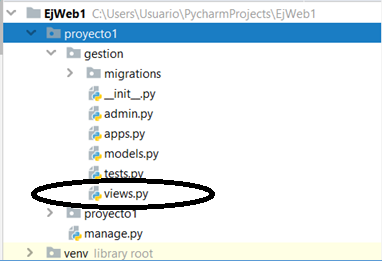 EjWeb1 C:\Users\Usuario\PycharmProjects\EjWeb1
proyecto1
gestion
migrations
__init__.py
admin.py
apps.py
models.py
tests.py
views.py
proyecto1
manage.py
venv library root